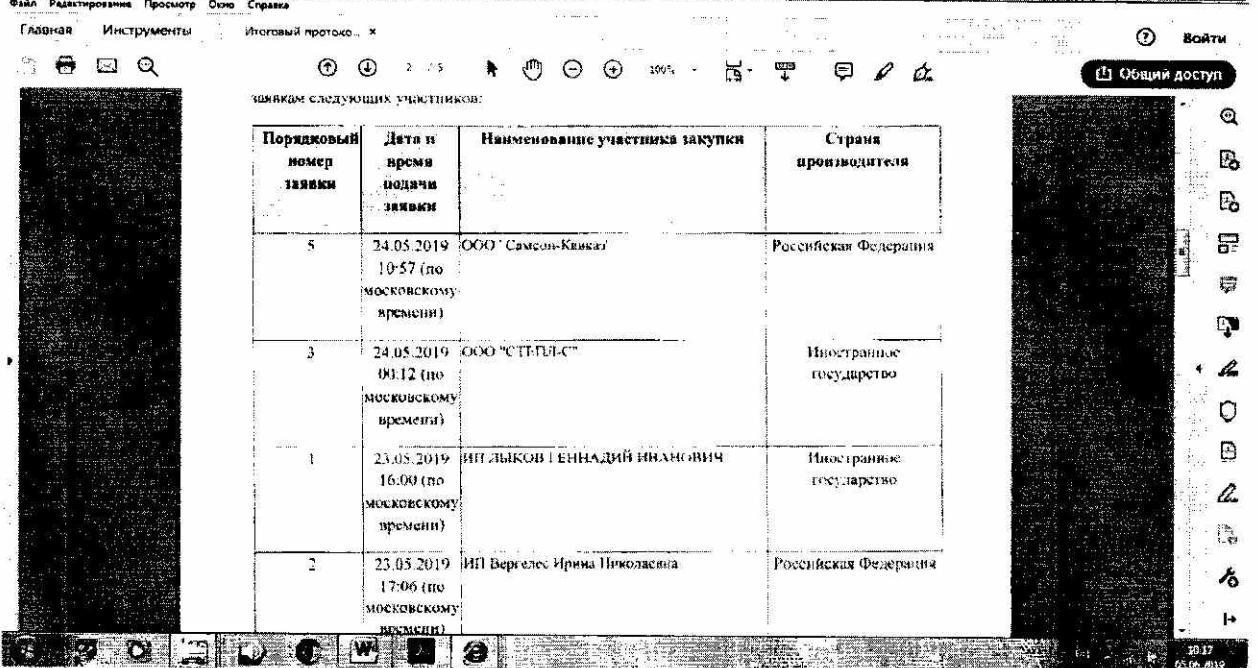 Файл Редактирование Просмотр Окно Справка
Главная Инструменты Итоговый протоко... × Войти
2 / 5 100% Общий доступ
заявкам следующих участников:
Порядковый номер заявки
Дата и время подачи заявки
Наименование участника закупки
Страна производителя
5
24.05.2019
10:57 (по
московскому
времени)
ООО "Самсон-Кавказ"
Российская Федерация
3
24.05.2019
00:12 (по
московскому
времени)
Иностранное
государство
1
23.05.2019
16:00 (по
московскому
времени)
ИП ЛЫКОВ ГЕННАДИЙ ИВАНОВИЧ
Иностранное
государство
2
23.05.2019
17:06 (по
московскому
времени)
ИП Вергелес Ирина Николаевна
Российская Федерация
10:17